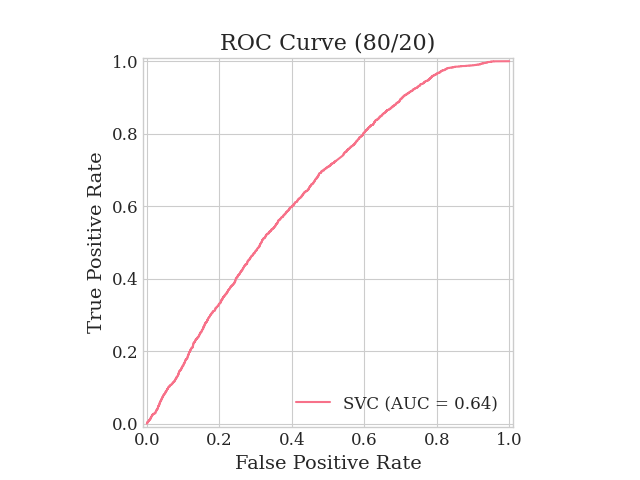 ROC Curve (80/20)
1.0
0.8
0.6
0.4
0.2
0.0
True Positive Rate
SVC (AUC = 0.64)
0.0 0.2 0.4 0.6 0.8 1.0
False Positive Rate